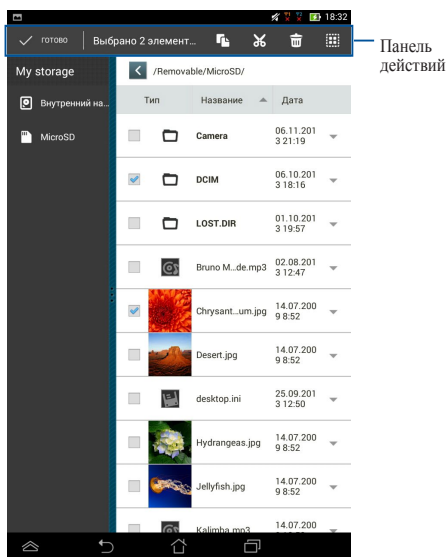 18:32
ГОТОВО Выбрано 2 элемент...
Панель
действий
My storage
Внутренний на...
MicroSD
/Removable/MicroSD/
Тип Название Дата
Camera 06.11.201
3 21:19
DCIM 06.10.201
3 18:16
LOST.DIR 01.10.201
3 19:57
Bruno M...de.mp3 02.08.201
3 12:47
Chrysant...um.jpg 14.07.200
9 8:52
Desert.jpg 14.07.200
9 8:52
desktop.ini 25.09.201
3 12:50
Hydrangeas.jpg 14.07.200
9 8:52
Jellyfish.jpg 14.07.200
9 8:52
Kalimba.mp3 14.07.200